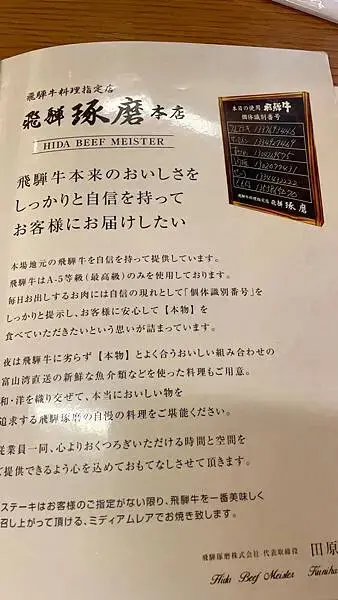 飛騨牛料理指定店
飛騨 琢磨 本店
HIDA BEEF MEISTER
飛騨牛本来のおいしさを
しっかりと自信を持って
お客様にお届けしたい
本場地元の飛騨牛を自信を持って提供しています。
飛騨牛はA-5等級(最高級)のみを使用しております。
毎日お出しするお肉には自信の現れとして「個体識別番号」を
しっかりと提示し、お客様に安心して【本物】を
食べていただきたいという思いが詰まっています。
夜は飛騨牛に劣らず【本物】とよく合うおいしい組み合わせの
富山湾直送の新鮮な魚介類などを使った料理もご用意。
和・洋を織り交ぜて、本当においしい物を
追求する飛騨琢磨の自慢の料理をご堪能ください。
従業員一同、心よりおくつろぎいただける時間と空間を
ご提供できるよう心を込めておもてなしさせて頂きます。
ステーキはお客様のご指定がない限り、飛騨牛を一番美味しく
召し上がって頂ける、ミディアムレアでお焼き致します。
飛騨琢磨株式会社 代表取締役 田原
Hida Beef Meister
本日の使用 飛騨牛
個体識別番号
飛騨牛料理指定店 飛騨 琢磨